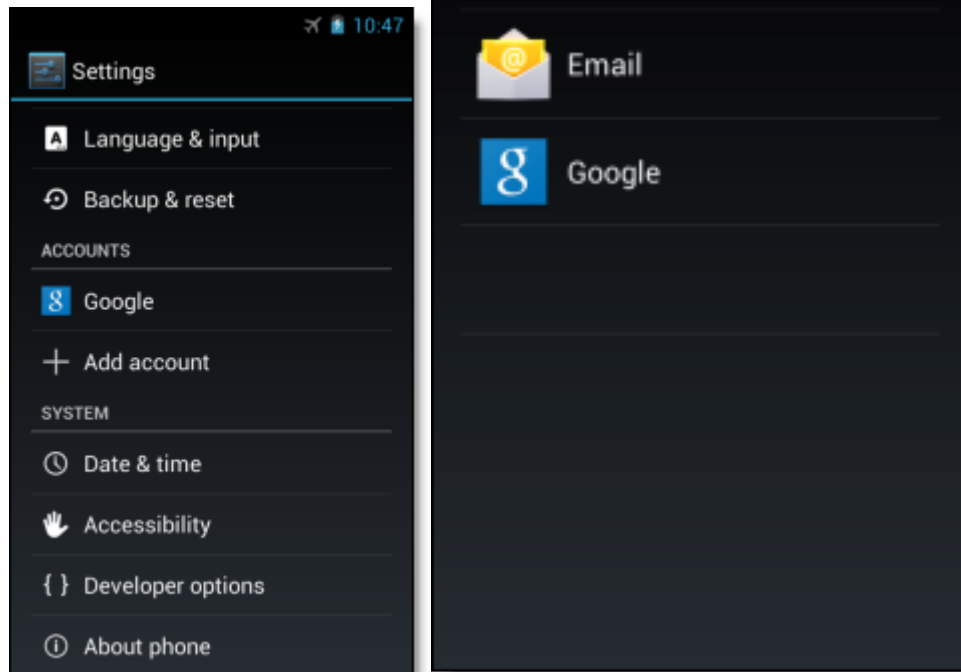 10:47
Settings
Language & input
Backup & reset
ACCOUNTS
Google
Add account
SYSTEM
Date & time
Accessibility
{ } Developer options
About phone
Email
Google